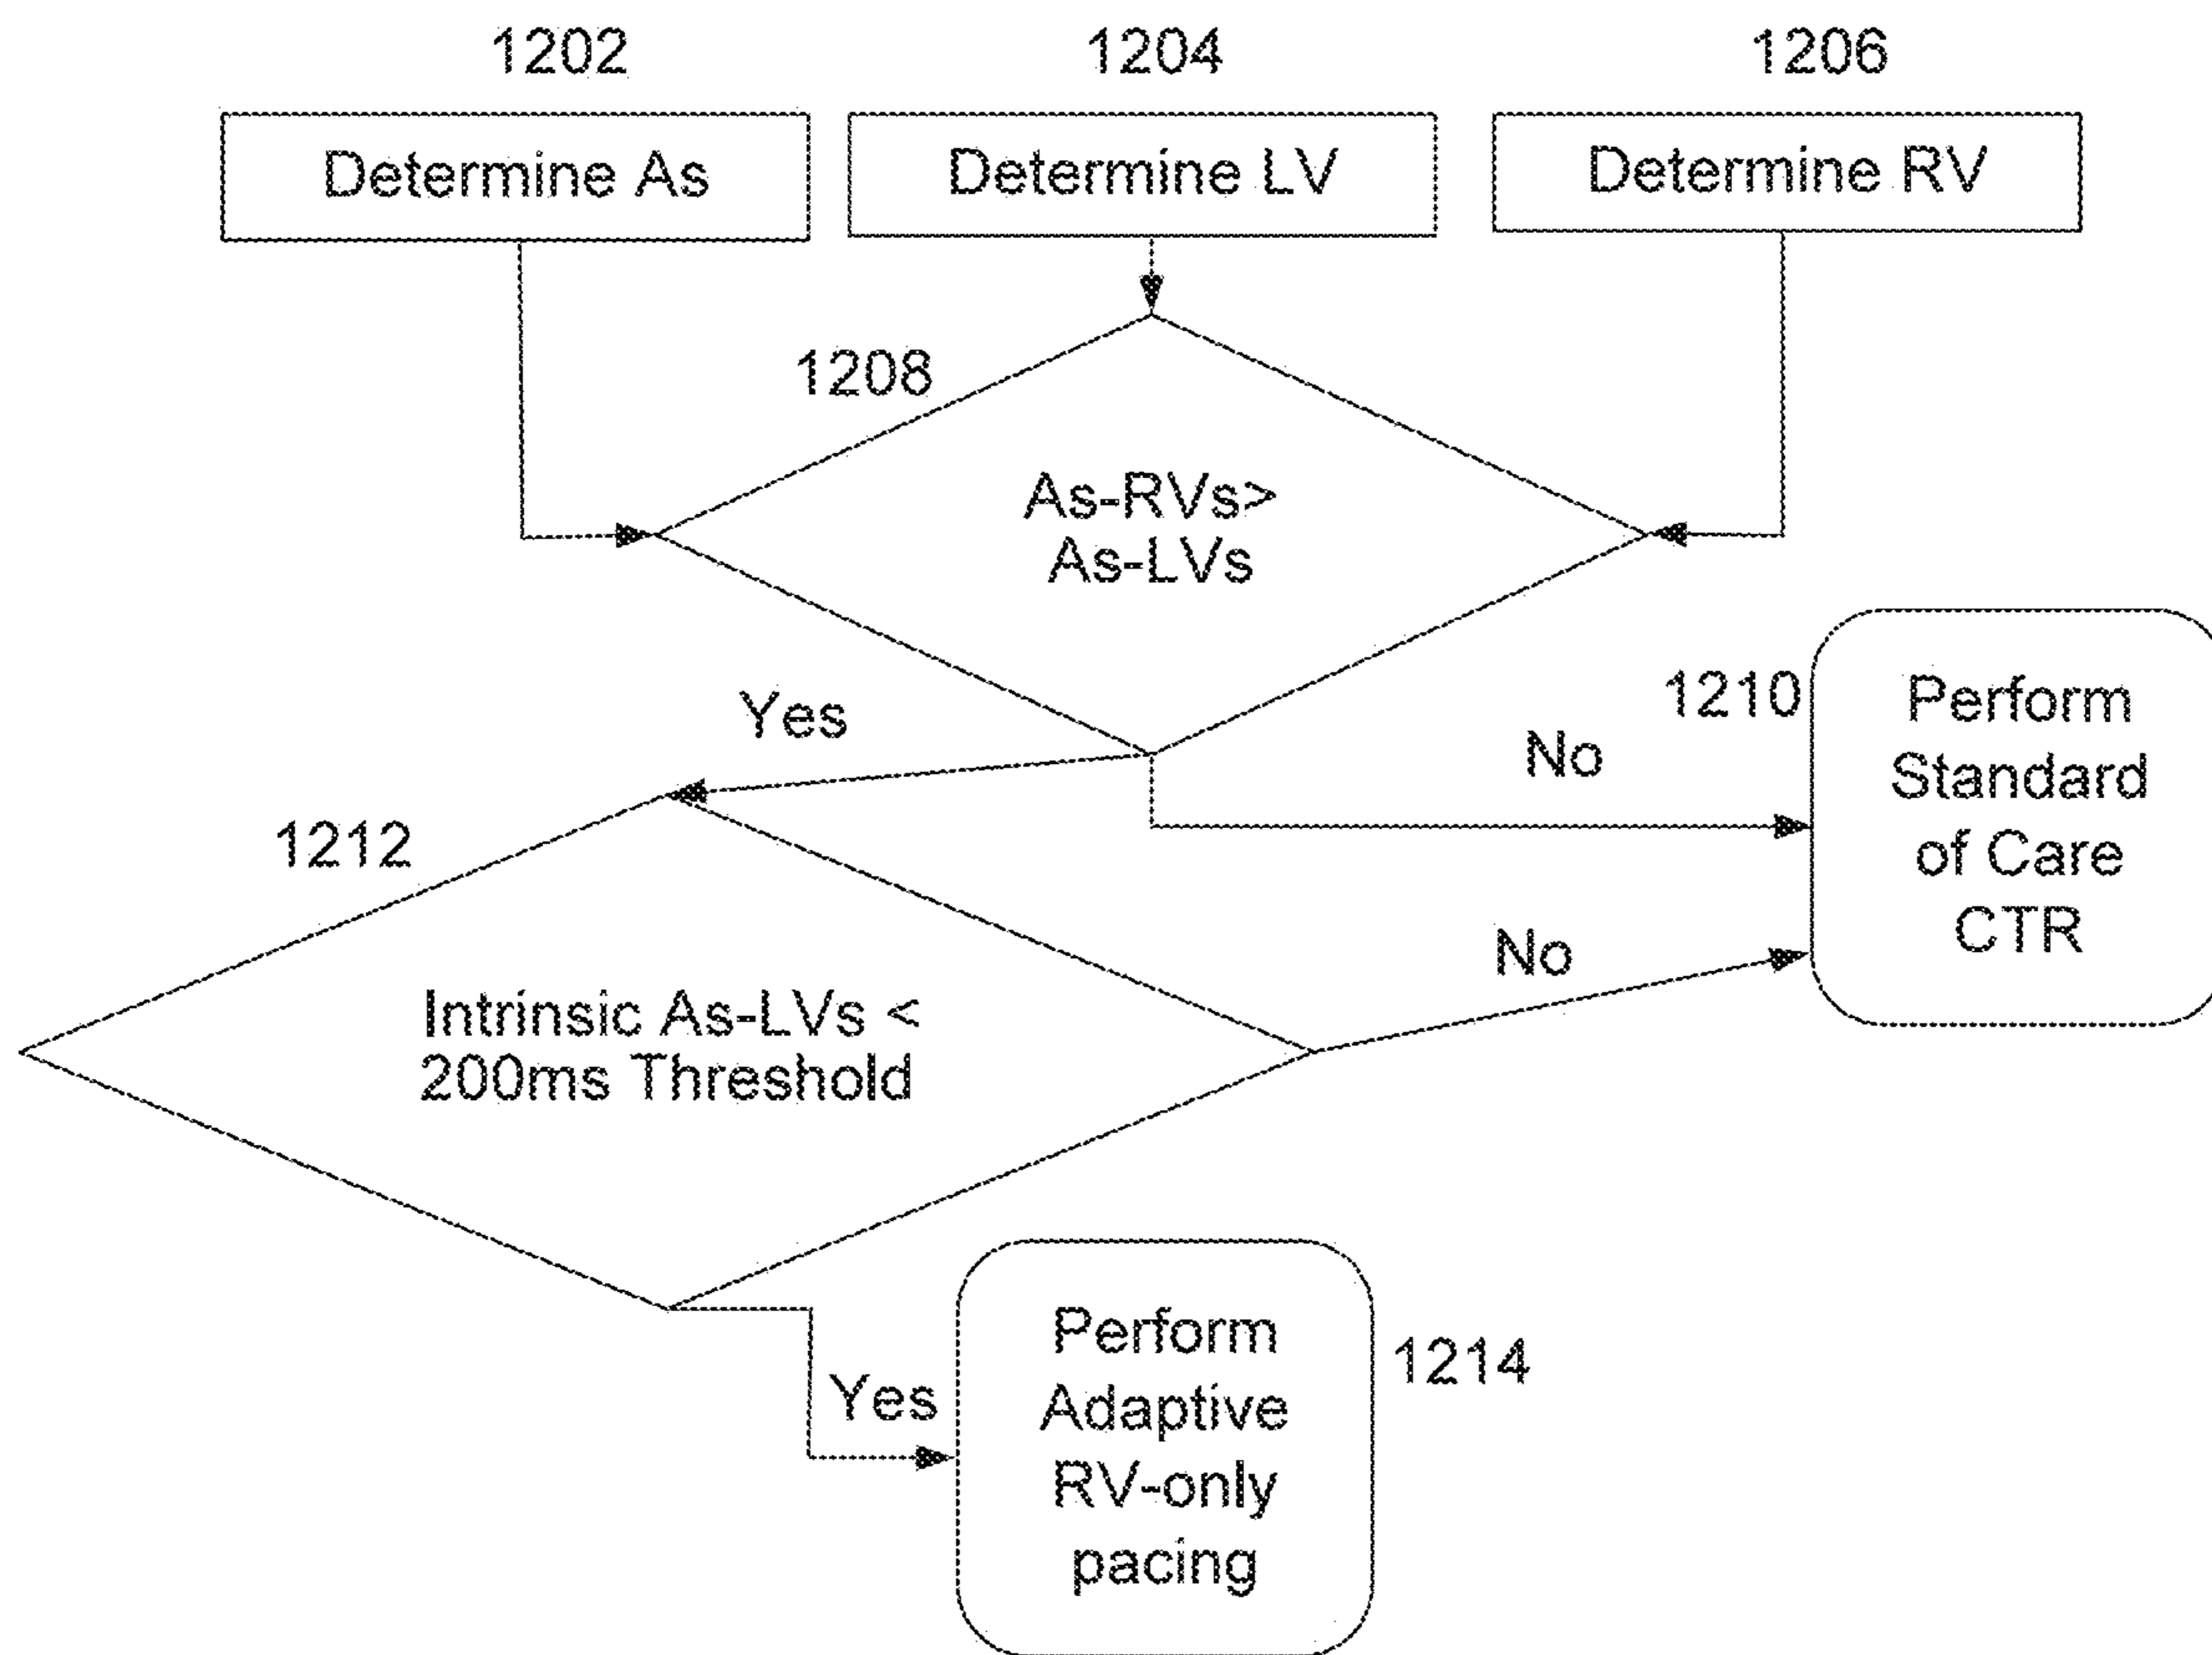 1202
1204
1206
Determine As
Determine LV
Determine RV
1208
As-RVs>
As-LVs
Yes
No
1210
Perform
Standard
of Care
CTR
1212
Intrinsic As-LVs <
200ms Threshold
No
Yes
Perform
Adaptive
RV-only
pacing
1214